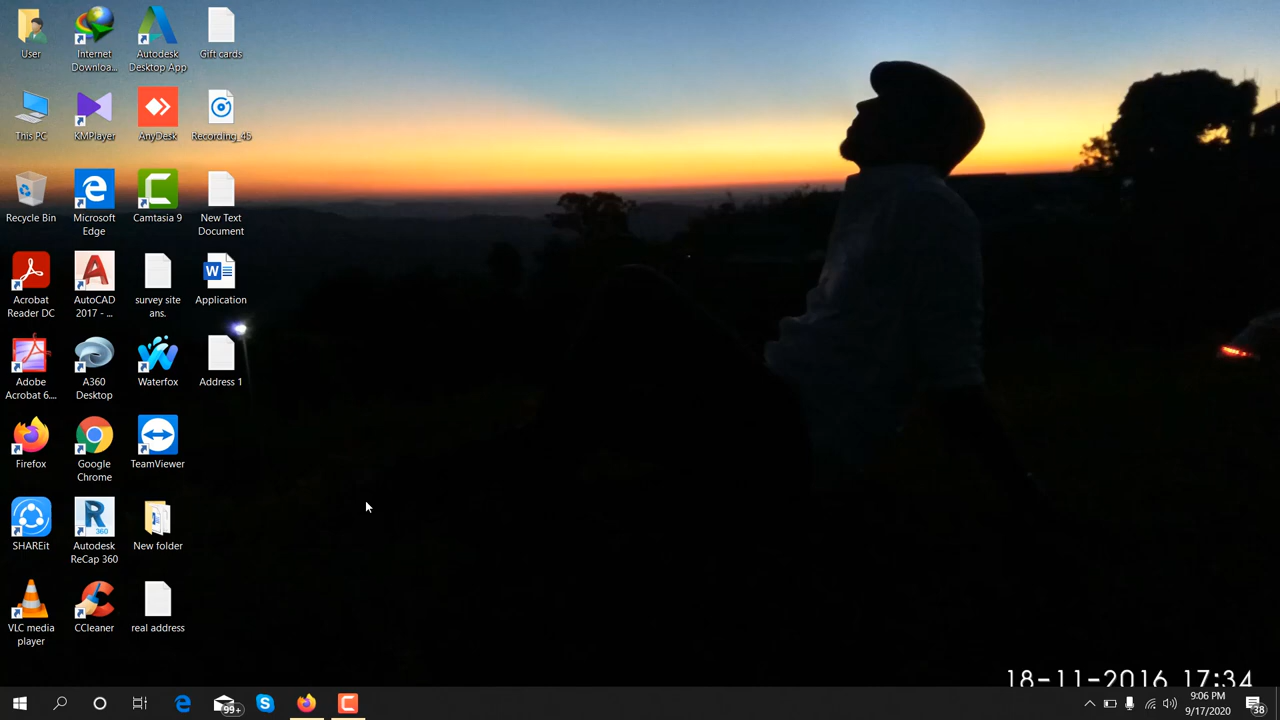 User
Internet
Downloa...
Autodesk
Desktop App
Gift cards
This PC
KMPlayer
AnyDesk
Recording_45
Recycle Bin
Microsoft
Edge
Camtasia 9
New Text
Document
Acrobat
Reader DC
AutoCAD
2017 - ...
survey site
ans.
Application
Adobe
Acrobat 6....
A360
Desktop
Waterfox
Address 1
Firefox
Google
Chrome
TeamViewer
SHAREit
Autodesk
ReCap 360
New folder
VLC media
player
CCleaner
real address
18-11-2016 17:34
99+
9:06 PM
9/17/2020
38